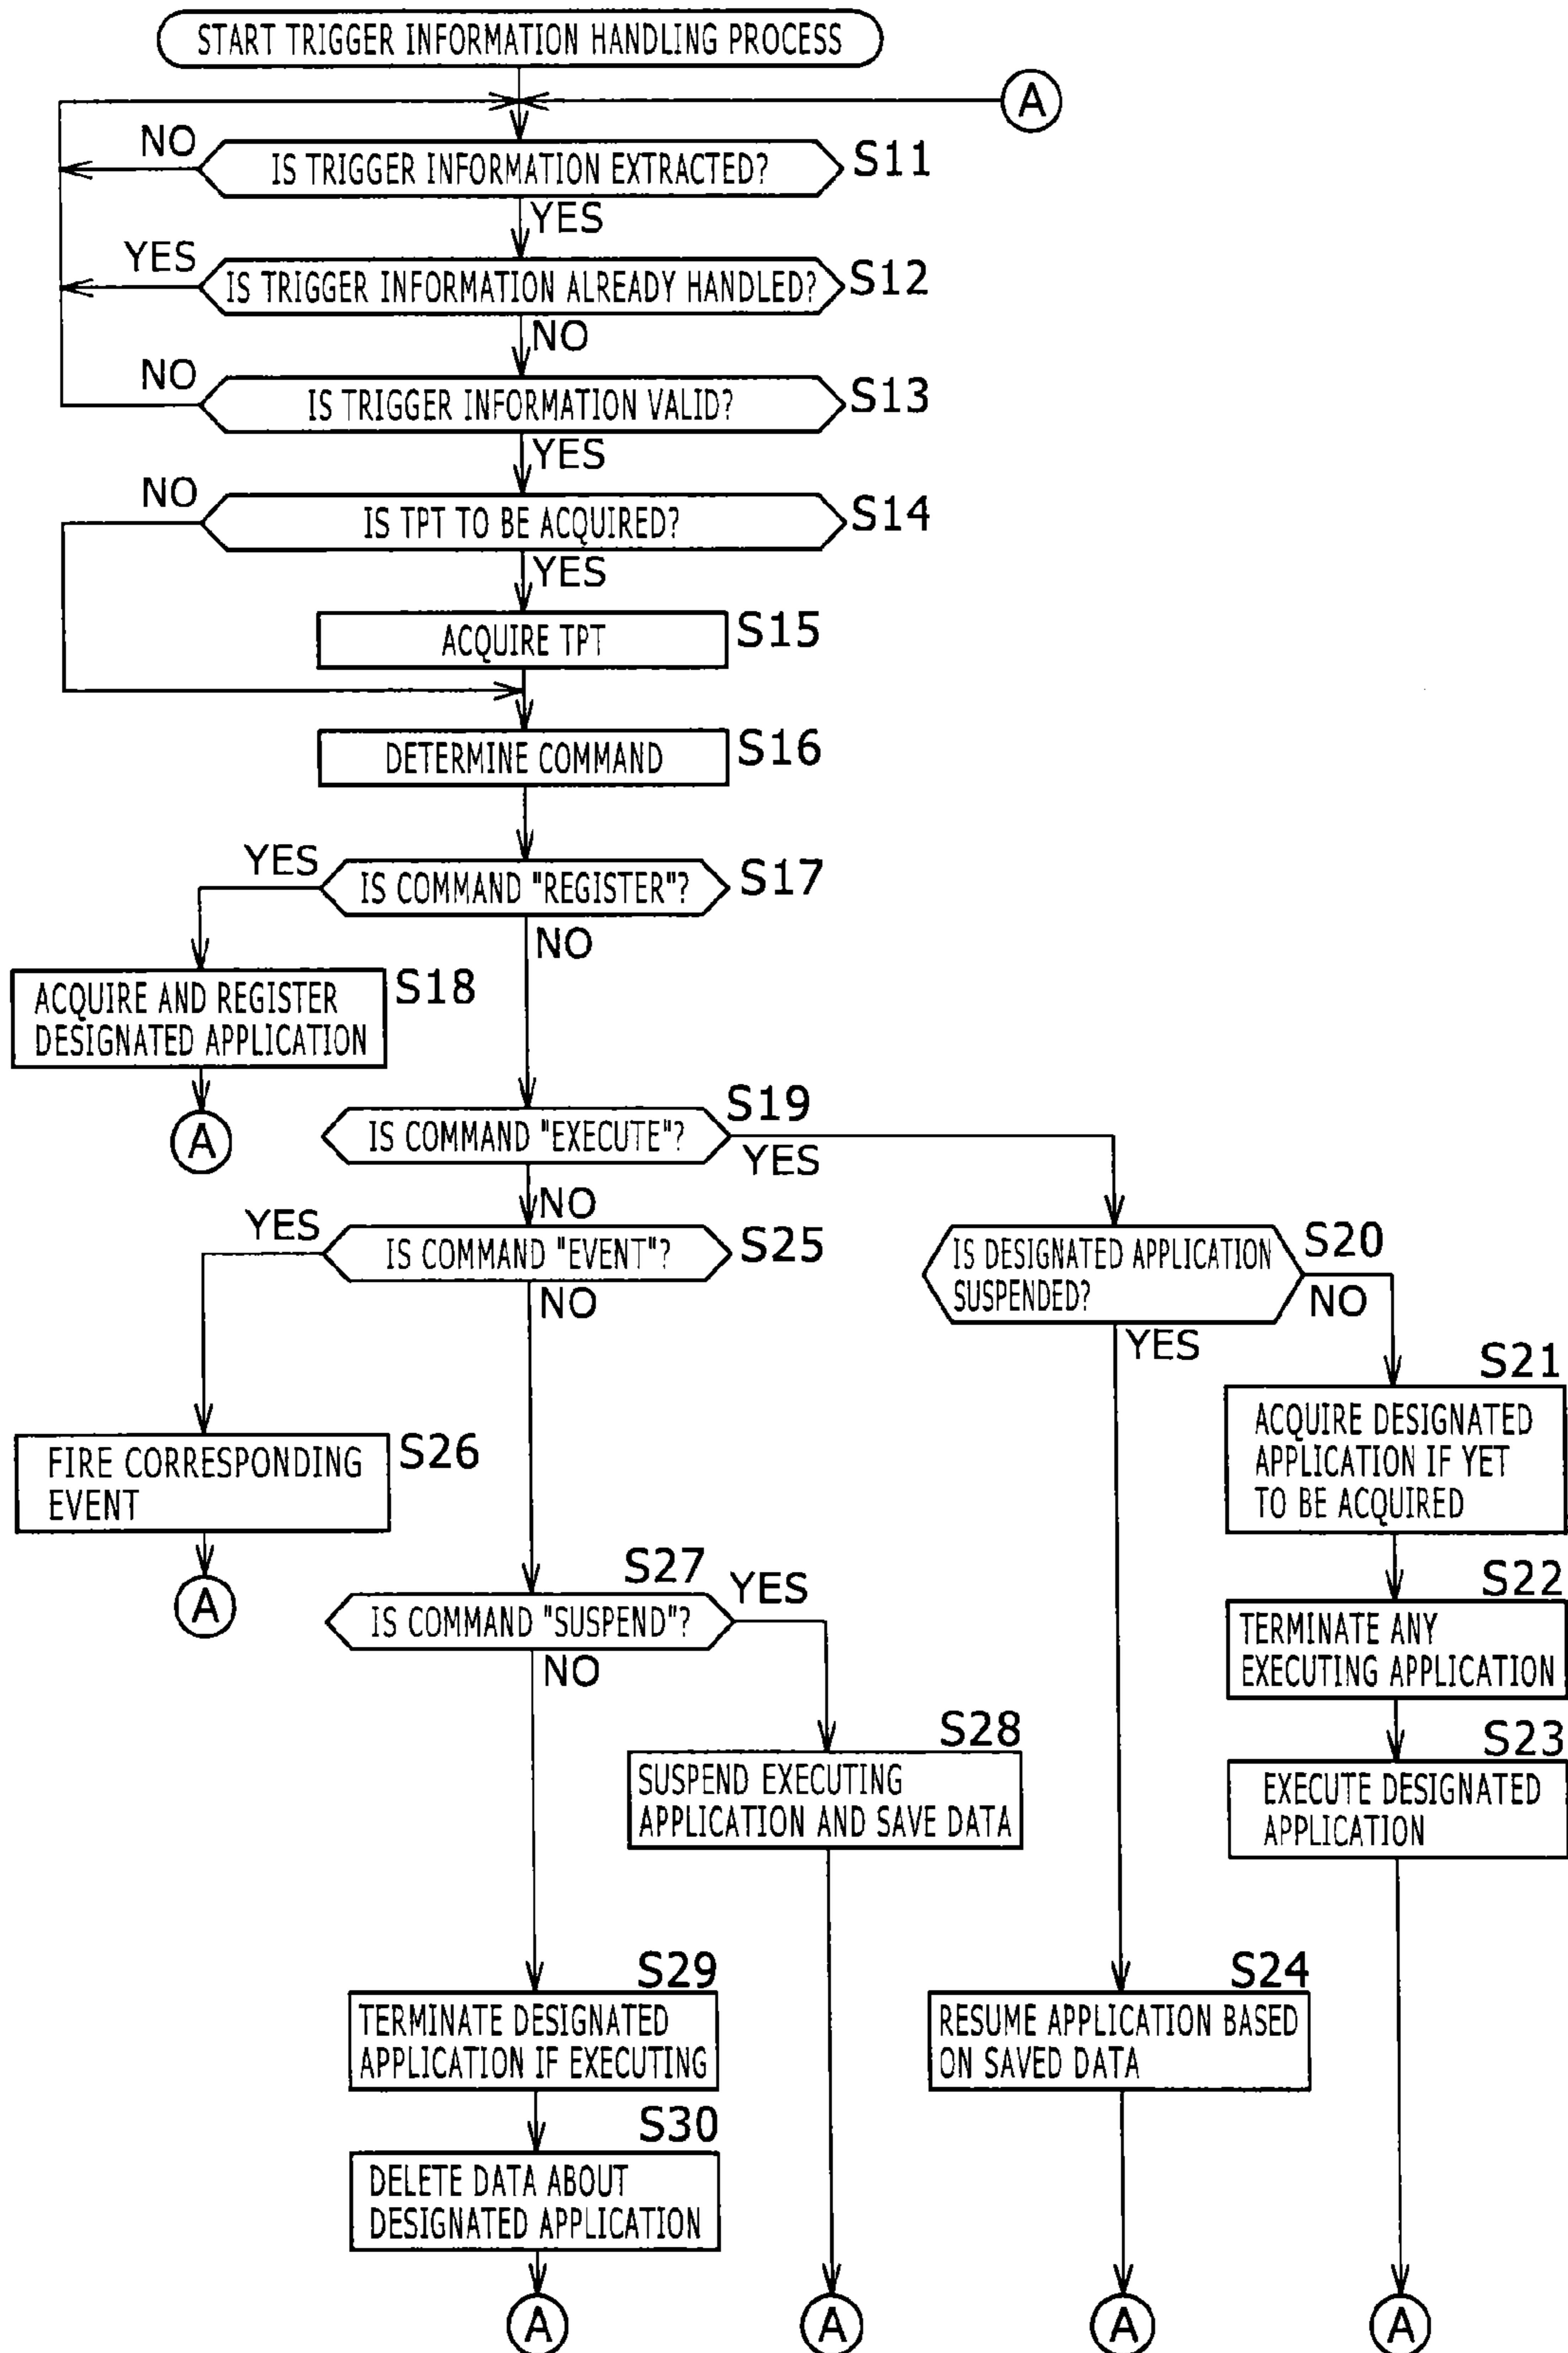 START TRIGGER INFORMATION HANDLING PROCESS
A
NO
IS TRIGGER INFORMATION EXTRACTED?
S11
YES
YES
IS TRIGGER INFORMATION ALREADY HANDLED?
S12
NO
NO
IS TRIGGER INFORMATION VALID?
S13
YES
NO
IS TPT TO BE ACQUIRED?
S14
YES
ACQUIRE TPT
S15
DETERMINE COMMAND
S16
YES
IS COMMAND "REGISTER"?
S17
NO
ACQUIRE AND REGISTER
DESIGNATED APPLICATION
S18
A
IS COMMAND "EXECUTE"?
S19
YES
NO
YES
IS COMMAND "EVENT"?
S25
NO
IS DESIGNATED APPLICATION
SUSPENDED?
S20
NO
YES
S21
ACQUIRE DESIGNATED
APPLICATION IF YET
TO BE ACQUIRED
FIRE CORRESPONDING
EVENT
S26
A
S27
IS COMMAND "SUSPEND"?
YES
NO
S22
TERMINATE ANY
EXECUTING APPLICATION
S28
SUSPEND EXECUTING
APPLICATION AND SAVE DATA
S23
EXECUTE DESIGNATED
APPLICATION
S29
TERMINATE DESIGNATED
APPLICATION IF EXECUTING
S24
RESUME APPLICATION BASED
ON SAVED DATA
S30
DELETE DATA ABOUT
DESIGNATED APPLICATION
A
A
A
A